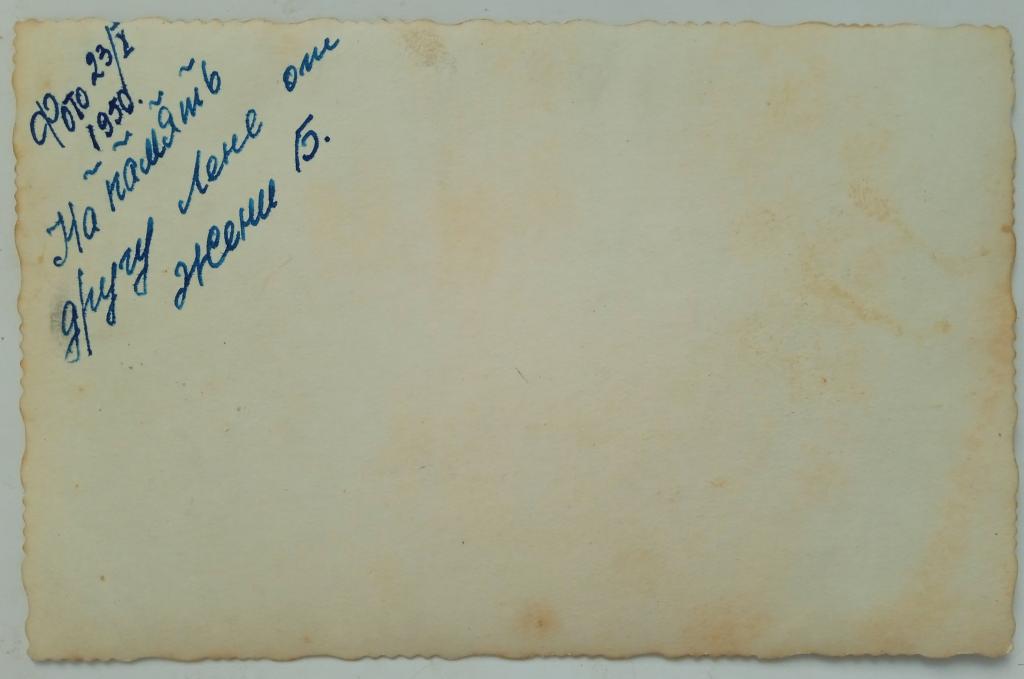 Фото 23/X
1950.
На память
другу Лене от
Жени Б.